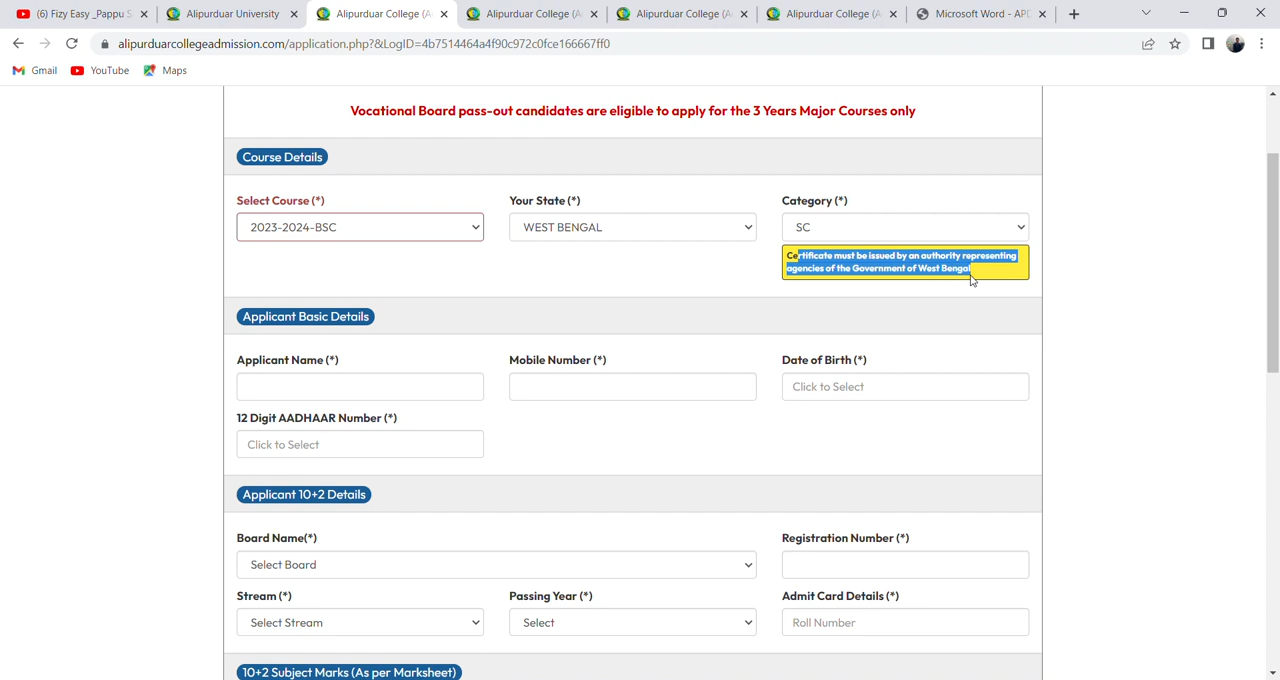 (6) Fizy Easy _Pappu S
Alipurduar University
Alipurduar College (A
Alipurduar College (A
Alipurduar College (A
Alipurduar College (A
Microsoft Word - APD
alipurduarcollegeadmission.com/application.php?&LogID=4b7514464a4f90c972d0fce166667ff0
Gmail YouTube Maps
Vocational Board pass-out candidates are eligible to apply for the 3 Years Major Courses only
Course Details
Select Course (*) Your State (*) Category (*)
2023-2024-BSC WEST BENGAL SC
Certificate must be issued by an authority representing
agencies of the Government of West Bengal
Applicant Basic Details
Applicant Name (*) Mobile Number (*) Date of Birth (*)
Click to Select
12 Digit AADHAAR Number (*)
Click to Select
Applicant 10+2 Details
Board Name(*) Registration Number (*)
Select Board
Stream (*) Passing Year (*) Admit Card Details (*)
Select Stream Select Roll Number
10+2 Subject Marks (As per Marksheet)